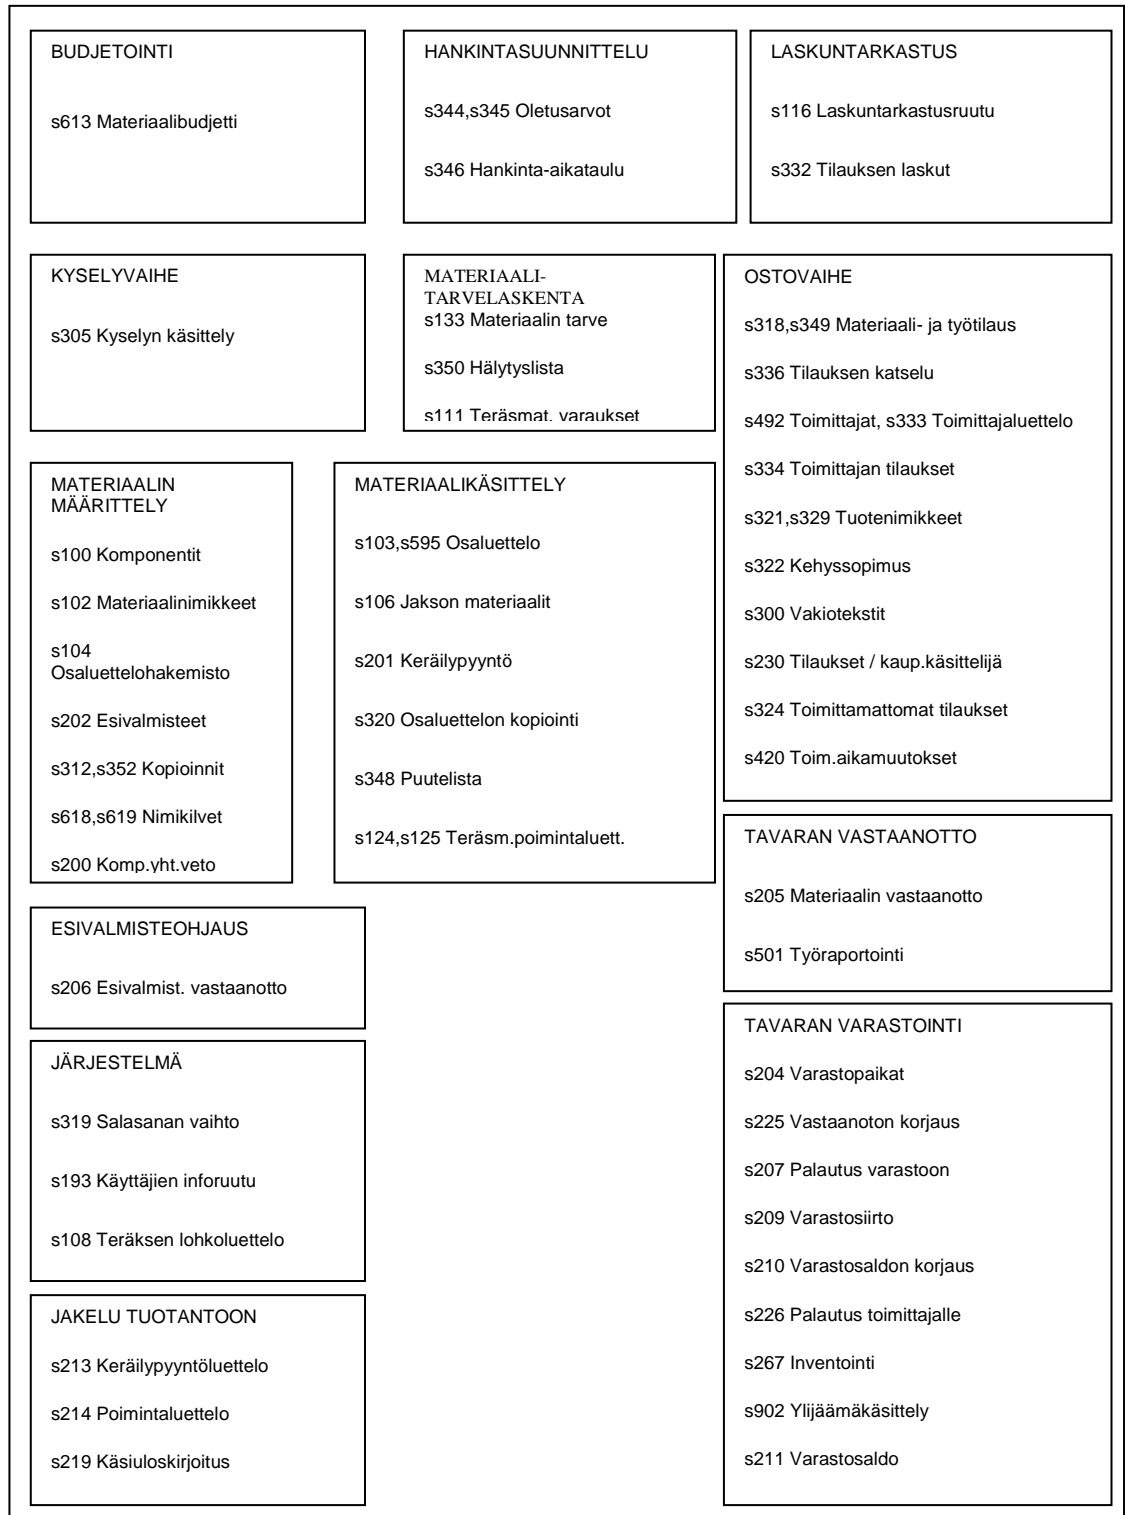 BUDJETOINTI
s613 Materiaalibudjetti
HANKINTASUUNNITTELU
s344,s345 Oletusarvot
s346 Hankinta-aikataulu
LASKUNTARKASTUS
s116 Laskuntarkastusruutu
s332 Tilauksen laskut
KYSELYVAIHE
s305 Kyselyn käsittely
MATERIAALI-
TARVELASKENTA
s133 Materiaalin tarve
s350 Hälytyslista
s111 Teräsmat. varaukset
OSTOVAIHE
s318,s349 Materiaali- ja työtilaus
s336 Tilauksen katselu
s492 Toimittajat, s333 Toimittajaluettelo
s334 Toimittajan tilaukset
s321,s329 Tuotenimikkeet
s322 Kehyssopimus
s300 Vakiotekstit
s230 Tilaukset / kaup.käsittelijä
s324 Toimittamattomat tilaukset
s420 Toim.aikamuutokset
MATERIAALIN
MÄÄRITTELY
s100 Komponentit
s102 Materiaalinimikkeet
s104
Osaluettelohakemisto
s202 Esivalmisteet
s312,s352 Kopioinnit
s618,s619 Nimikilvet
s200 Komp.yht.veto
MATERIAALIKÄSITTELY
s103,s595 Osaluettelo
s106 Jakson materiaalit
s201 Keräilypyyntö
s320 Osaluettelon kopiointi
s348 Puutelista
s124,s125 Teräsm.poimintaluett.
TAVARAN VASTAANOTTO
s205 Materiaalin vastaanotto
s501 Työraportointi
ESIVALMISTEOHJAUS
s206 Esivalmist. vastaanotto
JÄRJESTELMÄ
s319 Salasanan vaihto
s193 Käyttäjien inforuutu
s108 Teräksen lohkoluettelo
TAVARAN VARASTOINTI
s204 Varastopaikat
s225 Vastaanoton korjaus
s207 Palautus varastoon
s209 Varastosiirto
s210 Varastosaldon korjaus
s226 Palautus toimittajalle
s267 Inventointi
s902 Ylijäämäkäsittely
s211 Varastosaldo
JAKELU TUOTANTOON
s213 Keräilypyyntöluettelo
s214 Poimintaluettelo
s219 Käsiuloskirjoitus